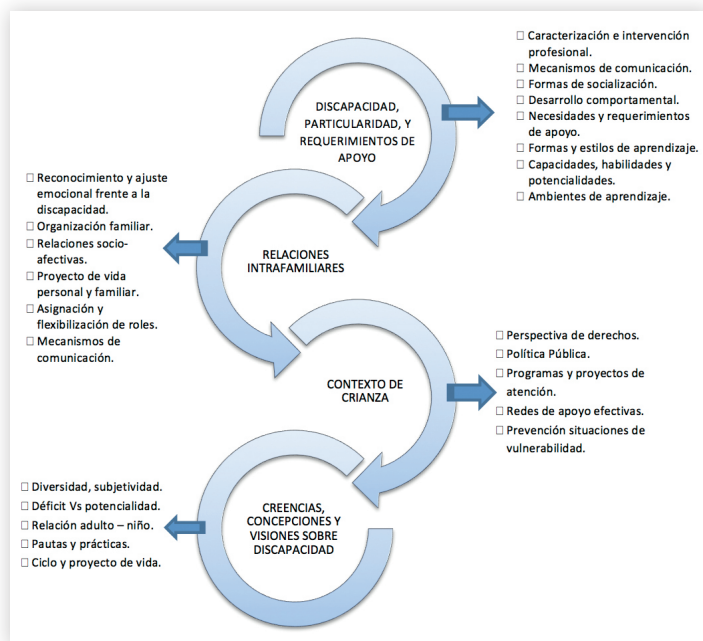 DISCAPACIDAD,
PARTICULARIDAD, Y
REQUERIMIENTOS DE
APOYO
□ Caracterización e intervención
profesional.
□ Mecanismos de comunicación.
□ Formas de socialización.
□ Desarrollo comportamental.
□ Necesidades y requerimientos
de apoyo.
□ Formas y estilos de aprendizaje.
□ Capacidades, habilidades y
potencialidades.
□ Ambientes de aprendizaje.
RELACIONES
INTRAFAMILIARES
□ Reconocimiento y ajuste
emocional frente a la
discapacidad.
□ Organización familiar.
□ Relaciones socio-
afectivas.
□ Proyecto de vida
personal y familiar.
□ Asignación y
flexibilización de roles.
□ Mecanismos de
comunicación.
CONTEXTO DE
CRIANZA
□ Perspectiva de derechos.
□ Política Pública.
□ Programas y proyectos de
atención.
□ Redes de apoyo efectivas.
□ Prevención situaciones de
vulnerabilidad.
CREENCIAS,
CONCEPCIONES Y
VISIONES SOBRE
DISCAPACIDAD
□ Diversidad, subjetividad.
□ Déficit Vs potencialidad.
□ Relación adulto – niño.
□ Pautas y prácticas.
□ Ciclo y proyecto de vida.